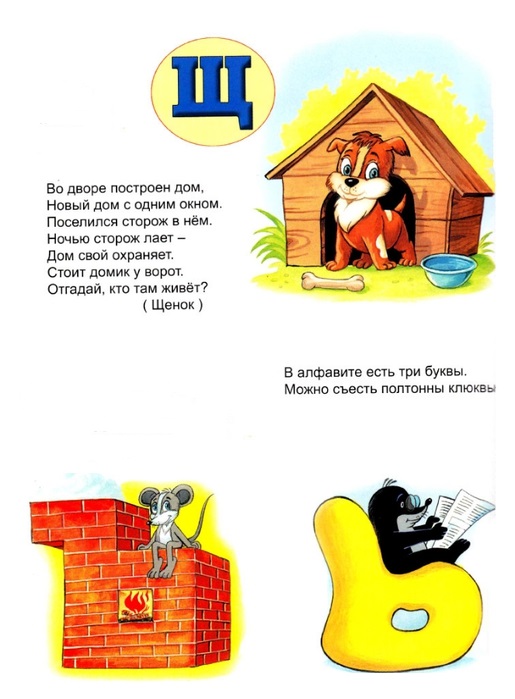 Щ
Во дворе построен дом,
Новый дом с одним окном.
Поселился сторож в нём.
Ночью сторож лает –
Дом свой охраняет.
Стоит домик у ворот.
Отгадай, кто там живёт?
( Щенок )
В алфавите есть три буквы.
Можно съесть полтонны клюквы
Ъ
Ь